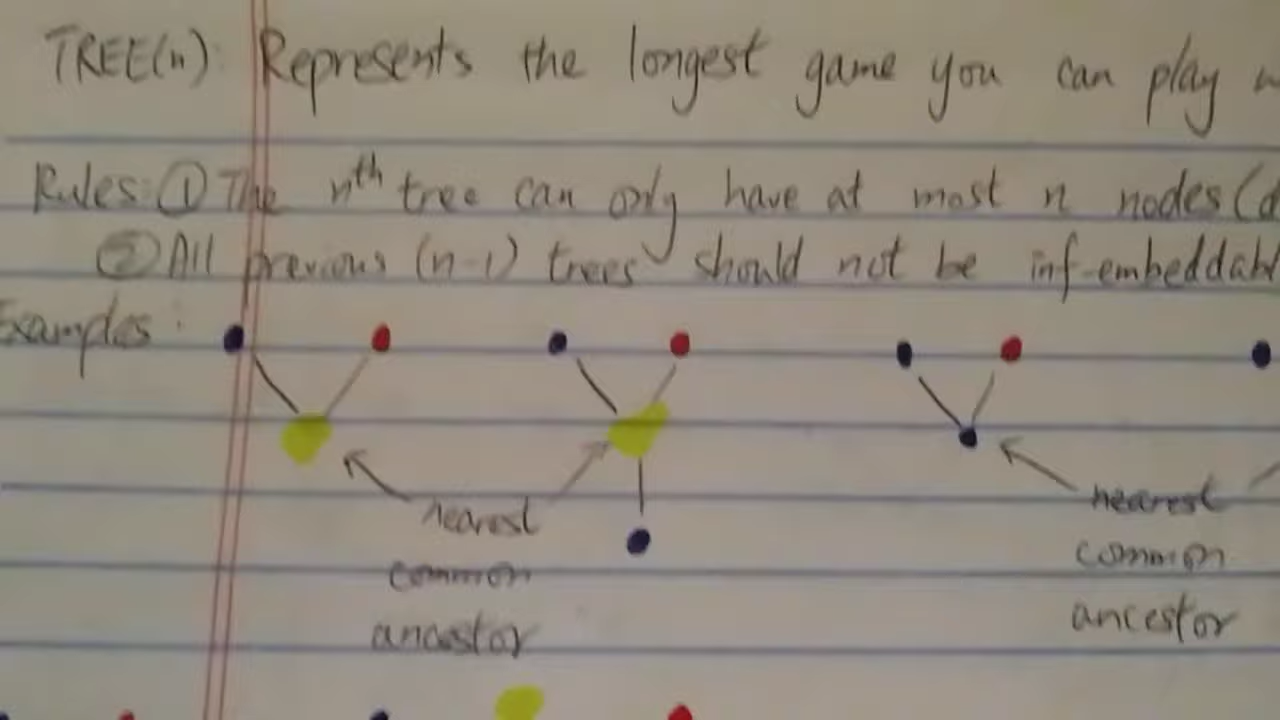 TREE(n): Represents the longest game you can play
Rules: ① The nth tree can only have at most n nodes (
② All previous (n-1) trees should not be inf-embeddabl
Examples:
nearest
common
ancestor
nearest
common
ancestor